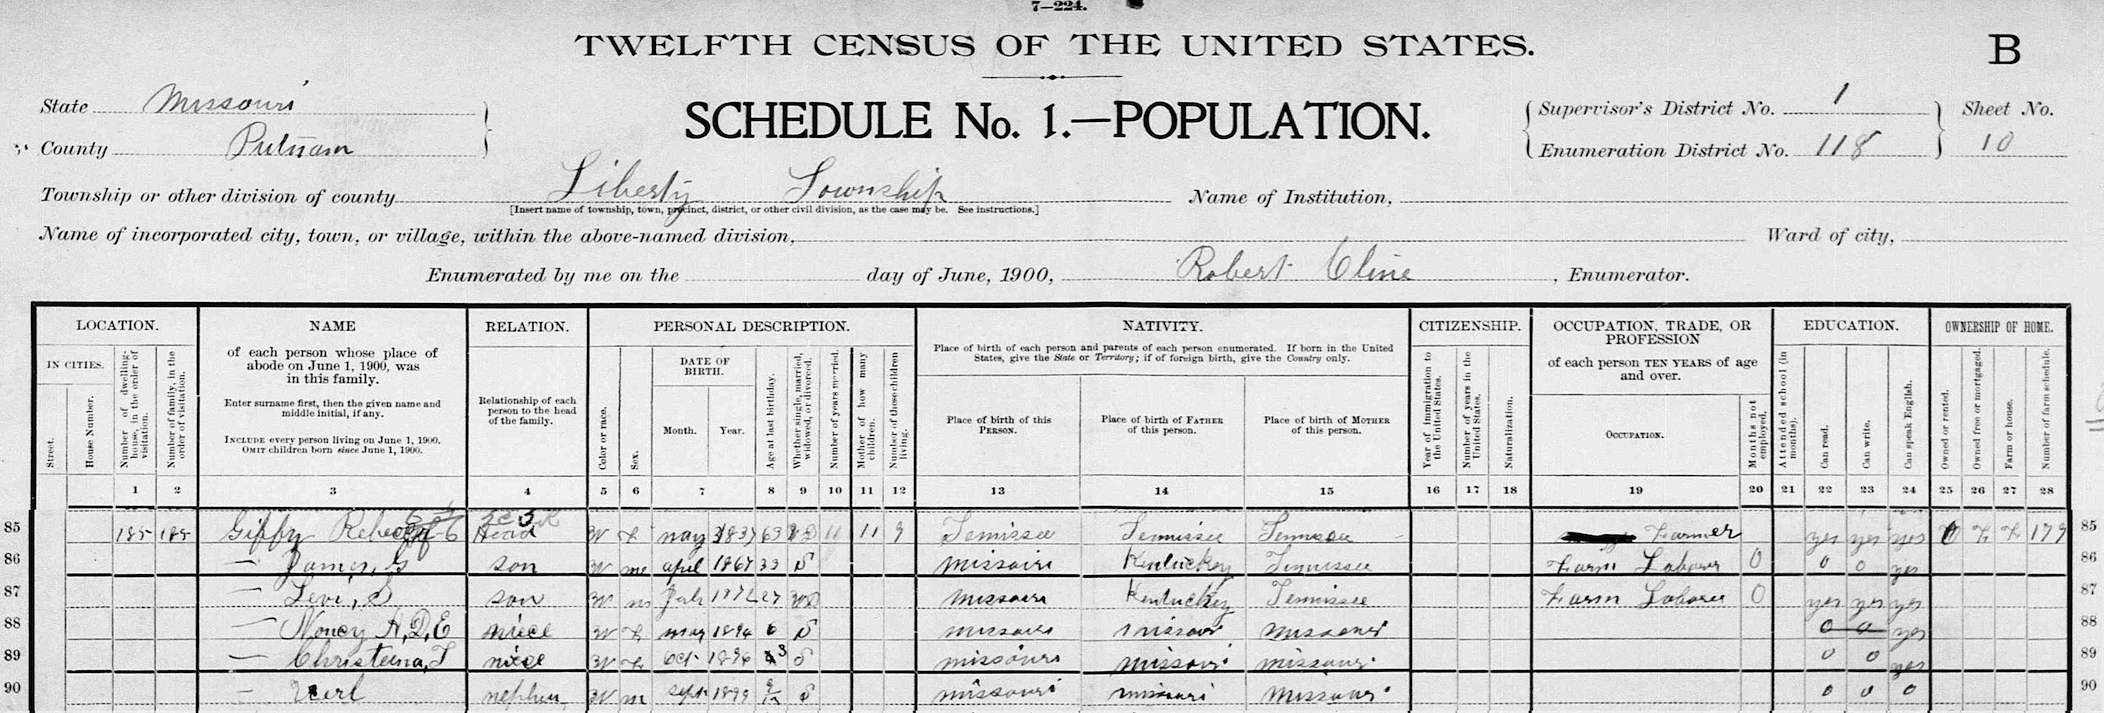 7—224.
TWELFTH CENSUS OF THE UNITED STATES.
B
State Missouri
SCHEDULE No. 1.—POPULATION.
Supervisor's District No. 1
Sheet No.
County Putnam
Enumeration District No. 118
10
Township or other division of county Liberty Township
Name of Institution,
[Insert name of township, town, precinct, district, or other civil division, as the case may be. See instructions.]
Name of incorporated city, town, or village, within the above-named division,
Ward of city,
Enumerated by me on the day of June, 1900, Robert Cline, Enumerator.
LOCATION.
IN CITIES.
Street.
House Number.
Number of dwelling-house, in the order of visitation.
Number of family, in the order of visitation.
NAME
of each person whose place of
abode on June 1, 1900, was
in this family.
Enter surname first, then the given name and
middle initial, if any.
INCLUDE every person living on June 1, 1900.
OMIT children born since June 1, 1900.
RELATION.
Relationship of each
person to the head
of the family.
PERSONAL DESCRIPTION.
Color or race.
Sex.
DATE OF
BIRTH.
Month.
Year.
Age at last birthday.
Whether single, married, widowed, or divorced.
Number of years married.
Mother of how many children.
Number of these children living.
NATIVITY.
Place of birth of each person and parents of each person enumerated. If born in the United
States, give the State or Territory; if of foreign birth, give the Country only.
Place of birth of this
PERSON.
Place of birth of FATHER
of this person.
Place of birth of MOTHER
of this person.
CITIZENSHIP.
Year of immigration to the United States.
Number of years in the United States.
Naturalization.
OCCUPATION, TRADE, OR
PROFESSION
of each person TEN YEARS of age
and over.
OCCUPATION.
Months not employed.
EDUCATION.
Attended school (in months).
Can read.
Can write.
Can speak English.
OWNERSHIP OF HOME.
Owned or rented.
Owned free or mortgaged.
Farm or house.
Number of farm schedule.
1 2 3 4 5 6 7 8 9 10 11 12 13 14 15 16 17 18 19 20 21 22 23 24 25 26 27 28
85 Head W F may 1837 63 11 9 Tennissee Tennissee Farmer yes yes yes O F F 179 85
86 — James, G son W m april 1867 33 S missoiri Kentuckey Tennissee Farm Laborer 0 0 0 yes 86
87 — Levi, S son W m 27 missouri Kentuckey Tennissee Farm Laborer 0 yes yes yes 87
88 — Noncy A, D, E niece W F may 1894 6 S missouri missouri missouri 0 0 yes 88
89 — Christeena, T niece W F oct 1896 3 S missouri missouri missouri 0 0 yes 89
90 — nephew W m sept 1899 S missouri missouri missouri 0 0 0 90